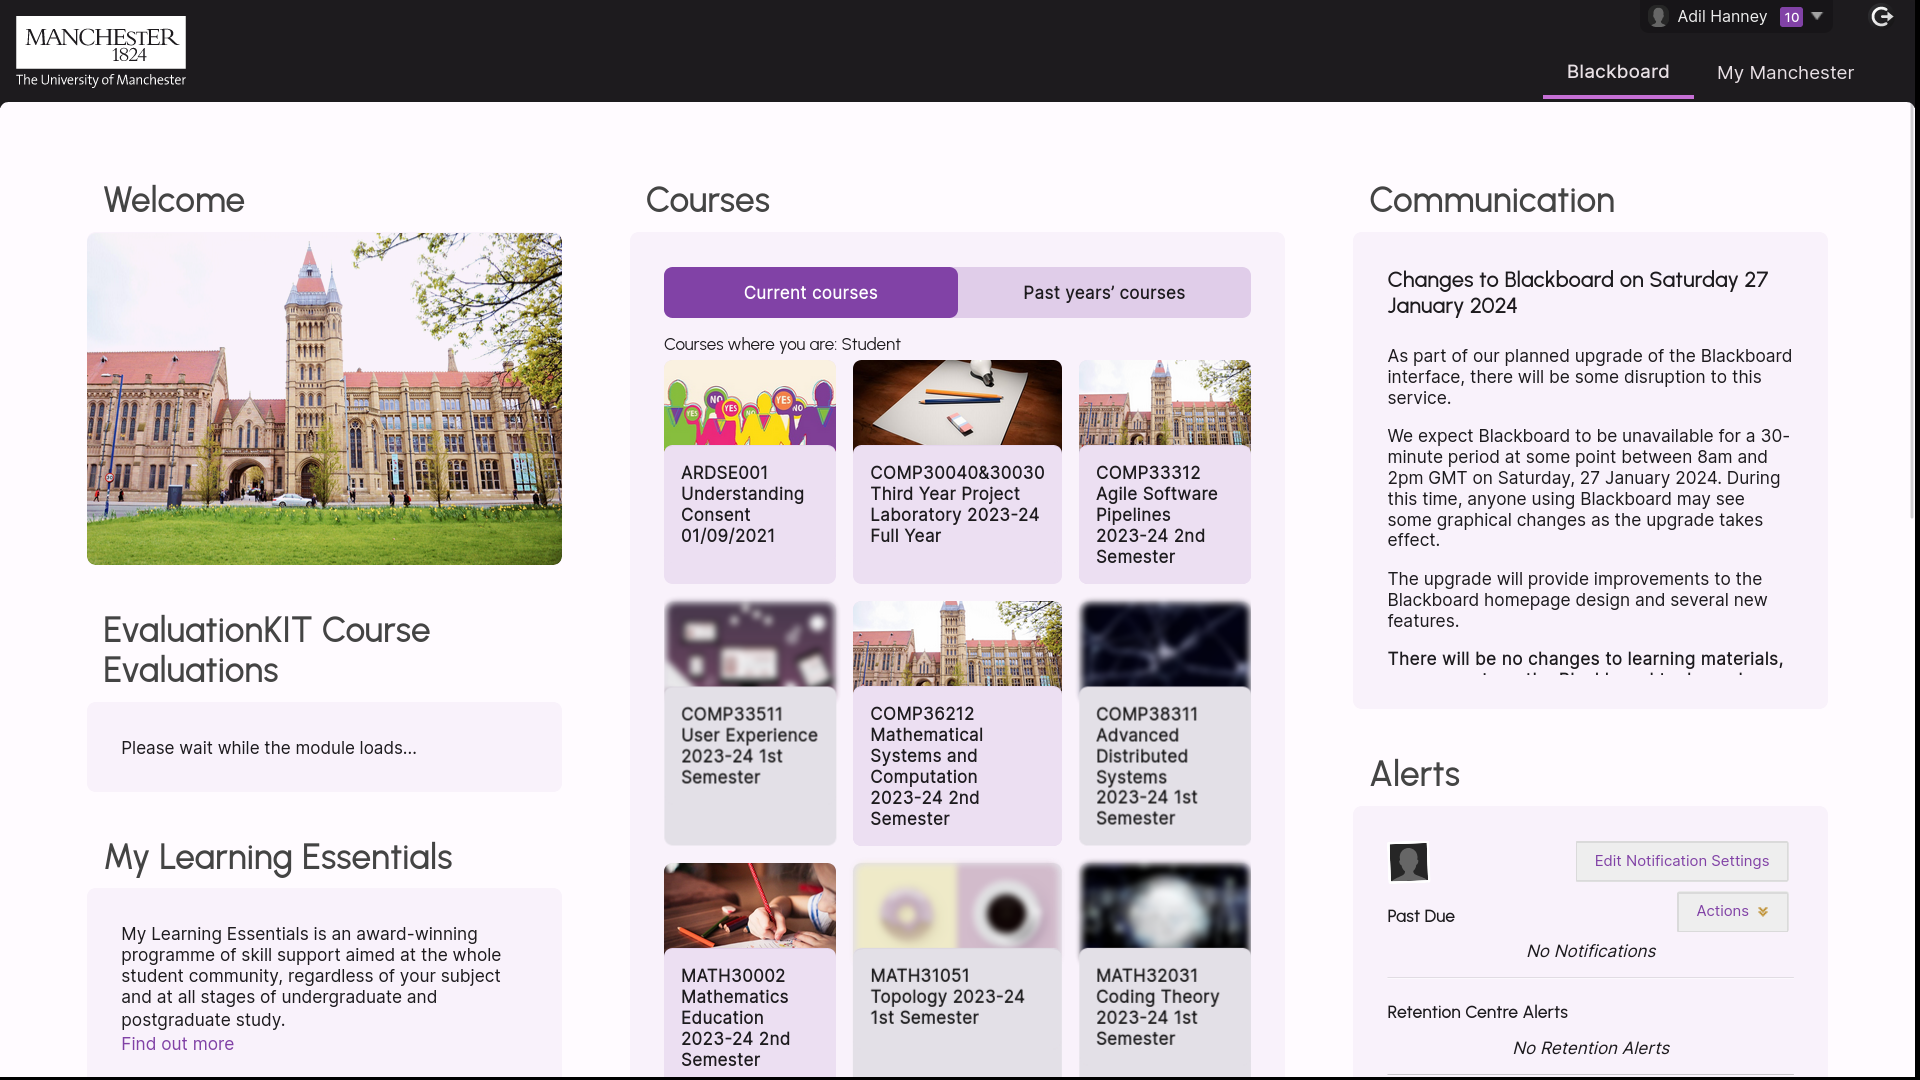 MANCHESTER
1824
The University of Manchester
Adil Hanney 10
Blackboard
My Manchester
Welcome
EvaluationKIT Course
Evaluations
Please wait while the module loads...
My Learning Essentials
My Learning Essentials is an award-winning
programme of skill support aimed at the whole
student community, regardless of your subject
and at all stages of undergraduate and
postgraduate study.
Find out more
Courses
Current courses
Past years’ courses
Courses where you are: Student
YES
NO
YES
NO
YES
NO
ARDSE001
Understanding
Consent
01/09/2021
COMP30040&30030
Third Year Project
Laboratory 2023-24
Full Year
COMP33312
Agile Software
Pipelines
2023-24 2nd
Semester
COMP33511
User Experience
2023-24 1st
Semester
COMP36212
Mathematical
Systems and
Computation
2023-24 2nd
Semester
COMP38311
Advanced
Distributed
Systems
2023-24 1st
Semester
MATH30002
Mathematics
Education
2023-24 2nd
Semester
MATH31051
Topology 2023-24
1st Semester
MATH32031
Coding Theory
2023-24 1st
Semester
Communication
Changes to Blackboard on Saturday 27
January 2024
As part of our planned upgrade of the Blackboard
interface, there will be some disruption to this
service.
We expect Blackboard to be unavailable for a 30-
minute period at some point between 8am and
2pm GMT on Saturday, 27 January 2024. During
this time, anyone using Blackboard may see
some graphical changes as the upgrade takes
effect.
The upgrade will provide improvements to the
Blackboard homepage design and several new
features.
There will be no changes to learning materials,
Alerts
Edit Notification Settings
Actions
Past Due
No Notifications
Retention Centre Alerts
No Retention Alerts